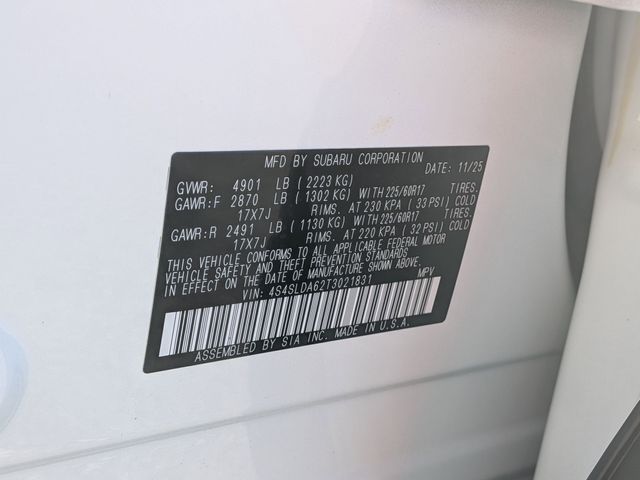 MFD BY SUBARU CORPORATION
DATE: 11/25
GVWR: 4901 LB ( 2223 KG)
GAWR:F 2870 LB ( 1302 KG) WITH 225/60R17 TIRES.
17X7J RIMS. AT 230 KPA ( 33 PSI) COLD
GAWR:R 2491 LB ( 1130 KG) WITH 225/60R17 TIRES.
17X7J RIMS. AT 220 KPA ( 32 PSI) COLD
THIS VEHICLE CONFORMS TO ALL APPLICABLE FEDERAL MOTOR
VEHICLE SAFETY AND THEFT PREVENTION STANDARDS
IN EFFECT ON THE DATE OF MANUFACTURE SHOWN ABOVE.
VIN: 4S4SLDA62T3021831 MPV
ASSEMBLED BY SIA INC. MADE IN U.S.A.